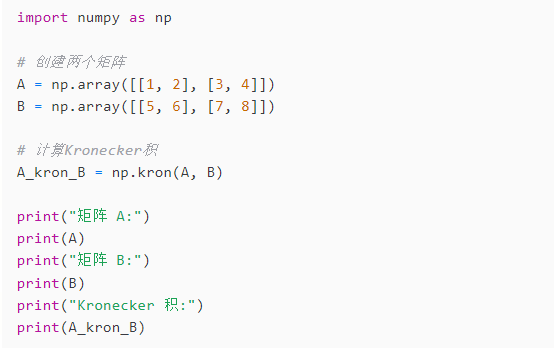 import numpy as np
# 创建两个矩阵
A = np.array([[1, 2], [3, 4]])
B = np.array([[5, 6], [7, 8]])
# 计算Kronecker积
A_kron_B = np.kron(A, B)
print("矩阵 A:")
print(A)
print("矩阵 B:")
print(B)
print("Kronecker 积:")
print(A_kron_B)